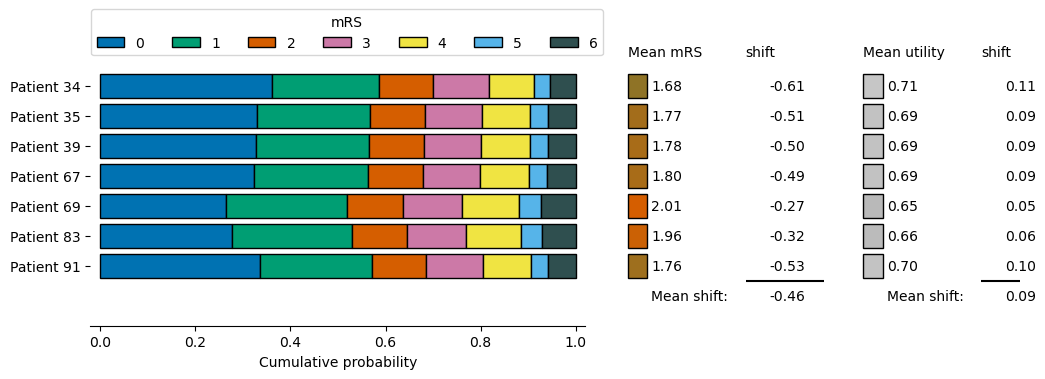 mRS
0 1 2 3 4 5 6
Mean mRS shift Mean utility shift
Patient 34 1.68 -0.61 0.71 0.11
Patient 35 1.77 -0.51 0.69 0.09
Patient 39 1.78 -0.50 0.69 0.09
Patient 67 1.80 -0.49 0.69 0.09
Patient 69 2.01 -0.27 0.65 0.05
Patient 83 1.96 -0.32 0.66 0.06
Patient 91 1.76 -0.53 0.70 0.10
Mean shift: -0.46 Mean shift: 0.09
0.0 0.2 0.4 0.6 0.8 1.0
Cumulative probability